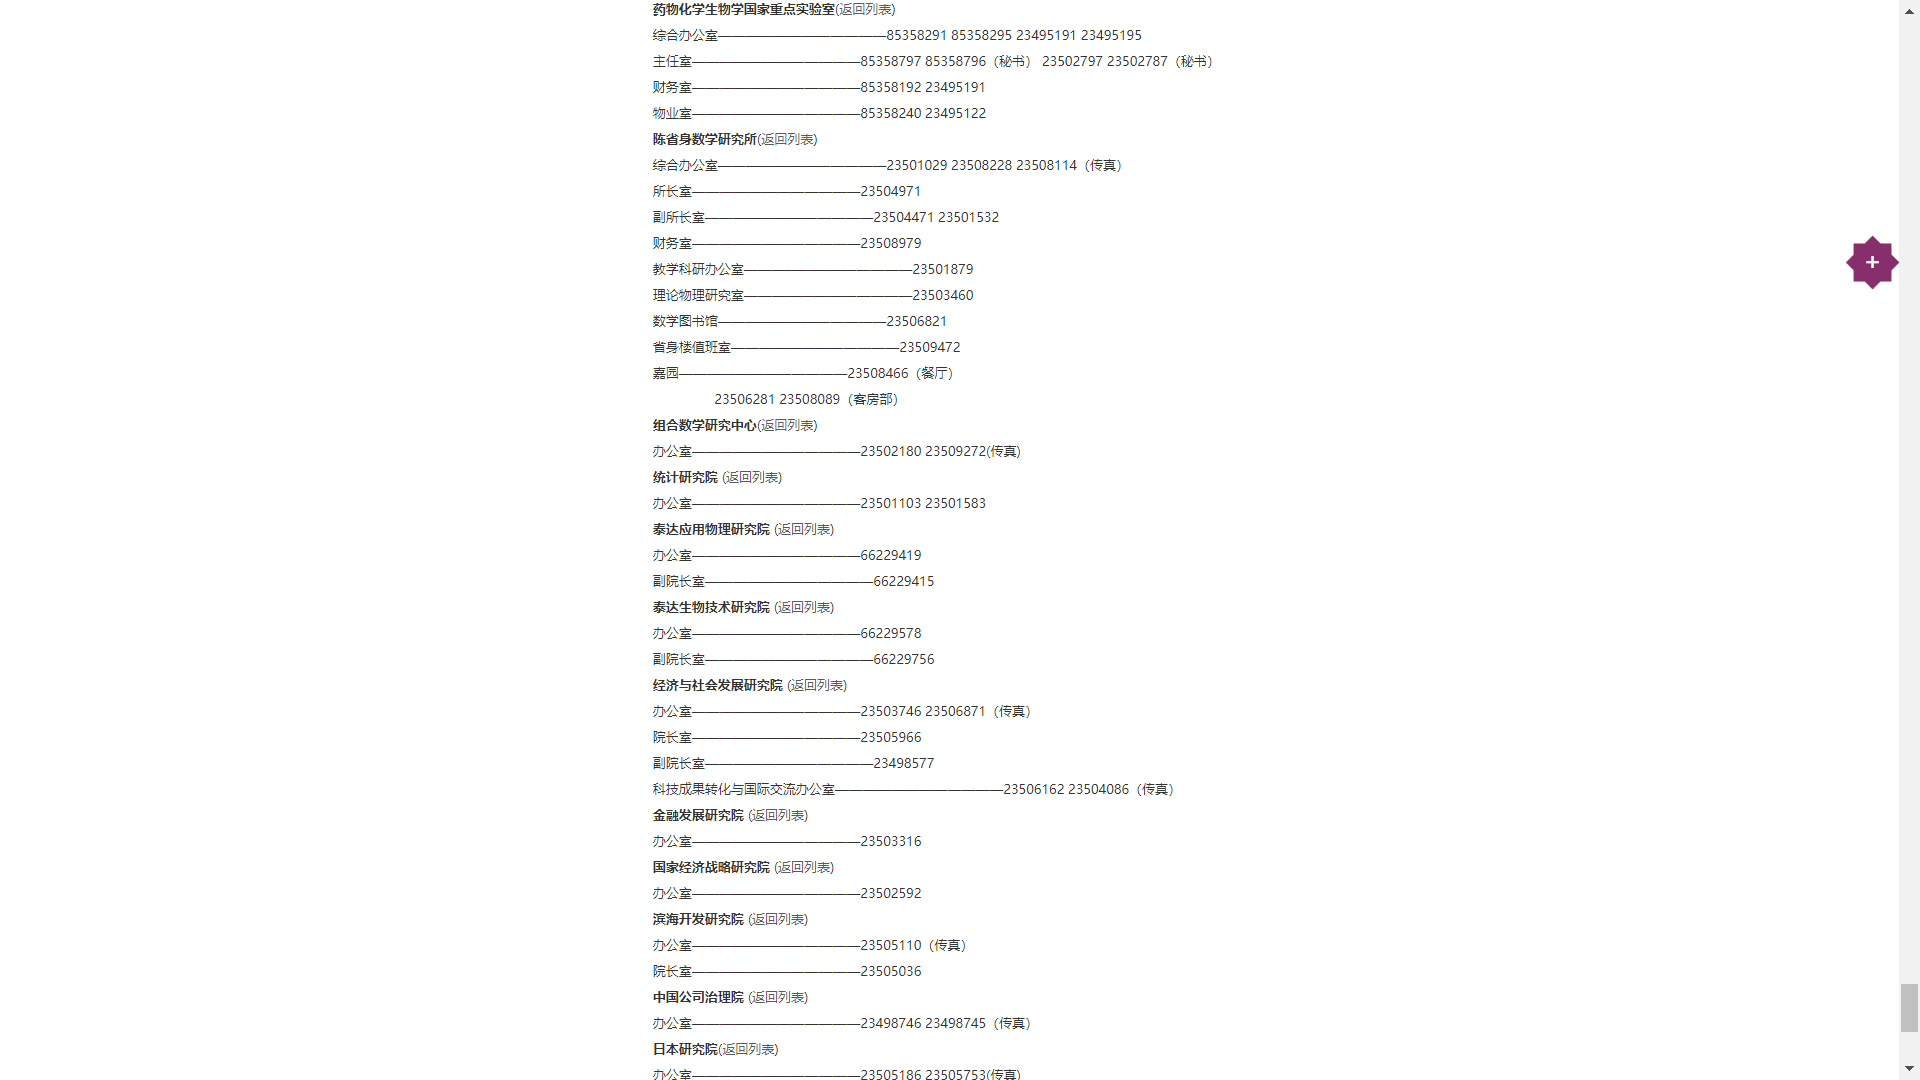 药物化学生物学国家重点实验室(返回列表)
综合办公室————————————85358291 85358295 23495191 23495195
主任室————————————85358797 85358796（秘书） 23502797 23502787（秘书）
财务室————————————85358192 23495191
物业室————————————85358240 23495122
陈省身数学研究所(返回列表)
综合办公室————————————23501029 23508228 23508114（传真）
所长室————————————23504971
副所长室————————————23504471 23501532
财务室————————————23508979
教学科研办公室————————————23501879
理论物理研究室————————————23503460
数学图书馆————————————23506821
省身楼值班室————————————23509472
嘉园————————————23508466（餐厅）
23506281 23508089（客房部）
组合数学研究中心(返回列表)
办公室————————————23502180 23509272(传真)
统计研究院 (返回列表)
办公室————————————23501103 23501583
泰达应用物理研究院 (返回列表)
办公室————————————66229419
副院长室————————————66229415
泰达生物技术研究院 (返回列表)
办公室————————————66229578
副院长室————————————66229756
经济与社会发展研究院 (返回列表)
办公室————————————23503746 23506871（传真）
院长室————————————23505966
副院长室————————————23498577
科技成果转化与国际交流办公室————————————23506162 23504086（传真）
金融发展研究院 (返回列表)
办公室————————————23503316
国家经济战略研究院 (返回列表)
办公室————————————23502592
滨海开发研究院 (返回列表)
办公室————————————23505110（传真）
院长室————————————23505036
中国公司治理院 (返回列表)
办公室————————————23498746 23498745（传真）
日本研究院(返回列表)
办公室————————————23505186 23505753(传真)